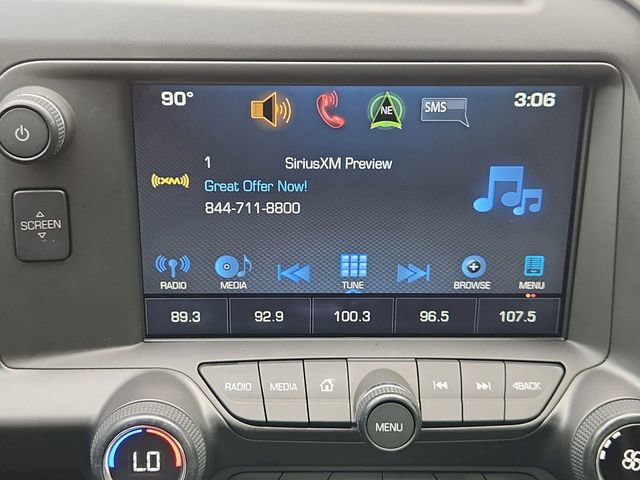 90° NE SMS 3:06
1 SiriusXM Preview
((XM)) Great Offer Now!
844-711-8800
SCREEN
RADIO MEDIA TUNE BROWSE MENU
89.3 92.9 100.3 96.5 107.5
RADIO MEDIA BACK
MENU
LO